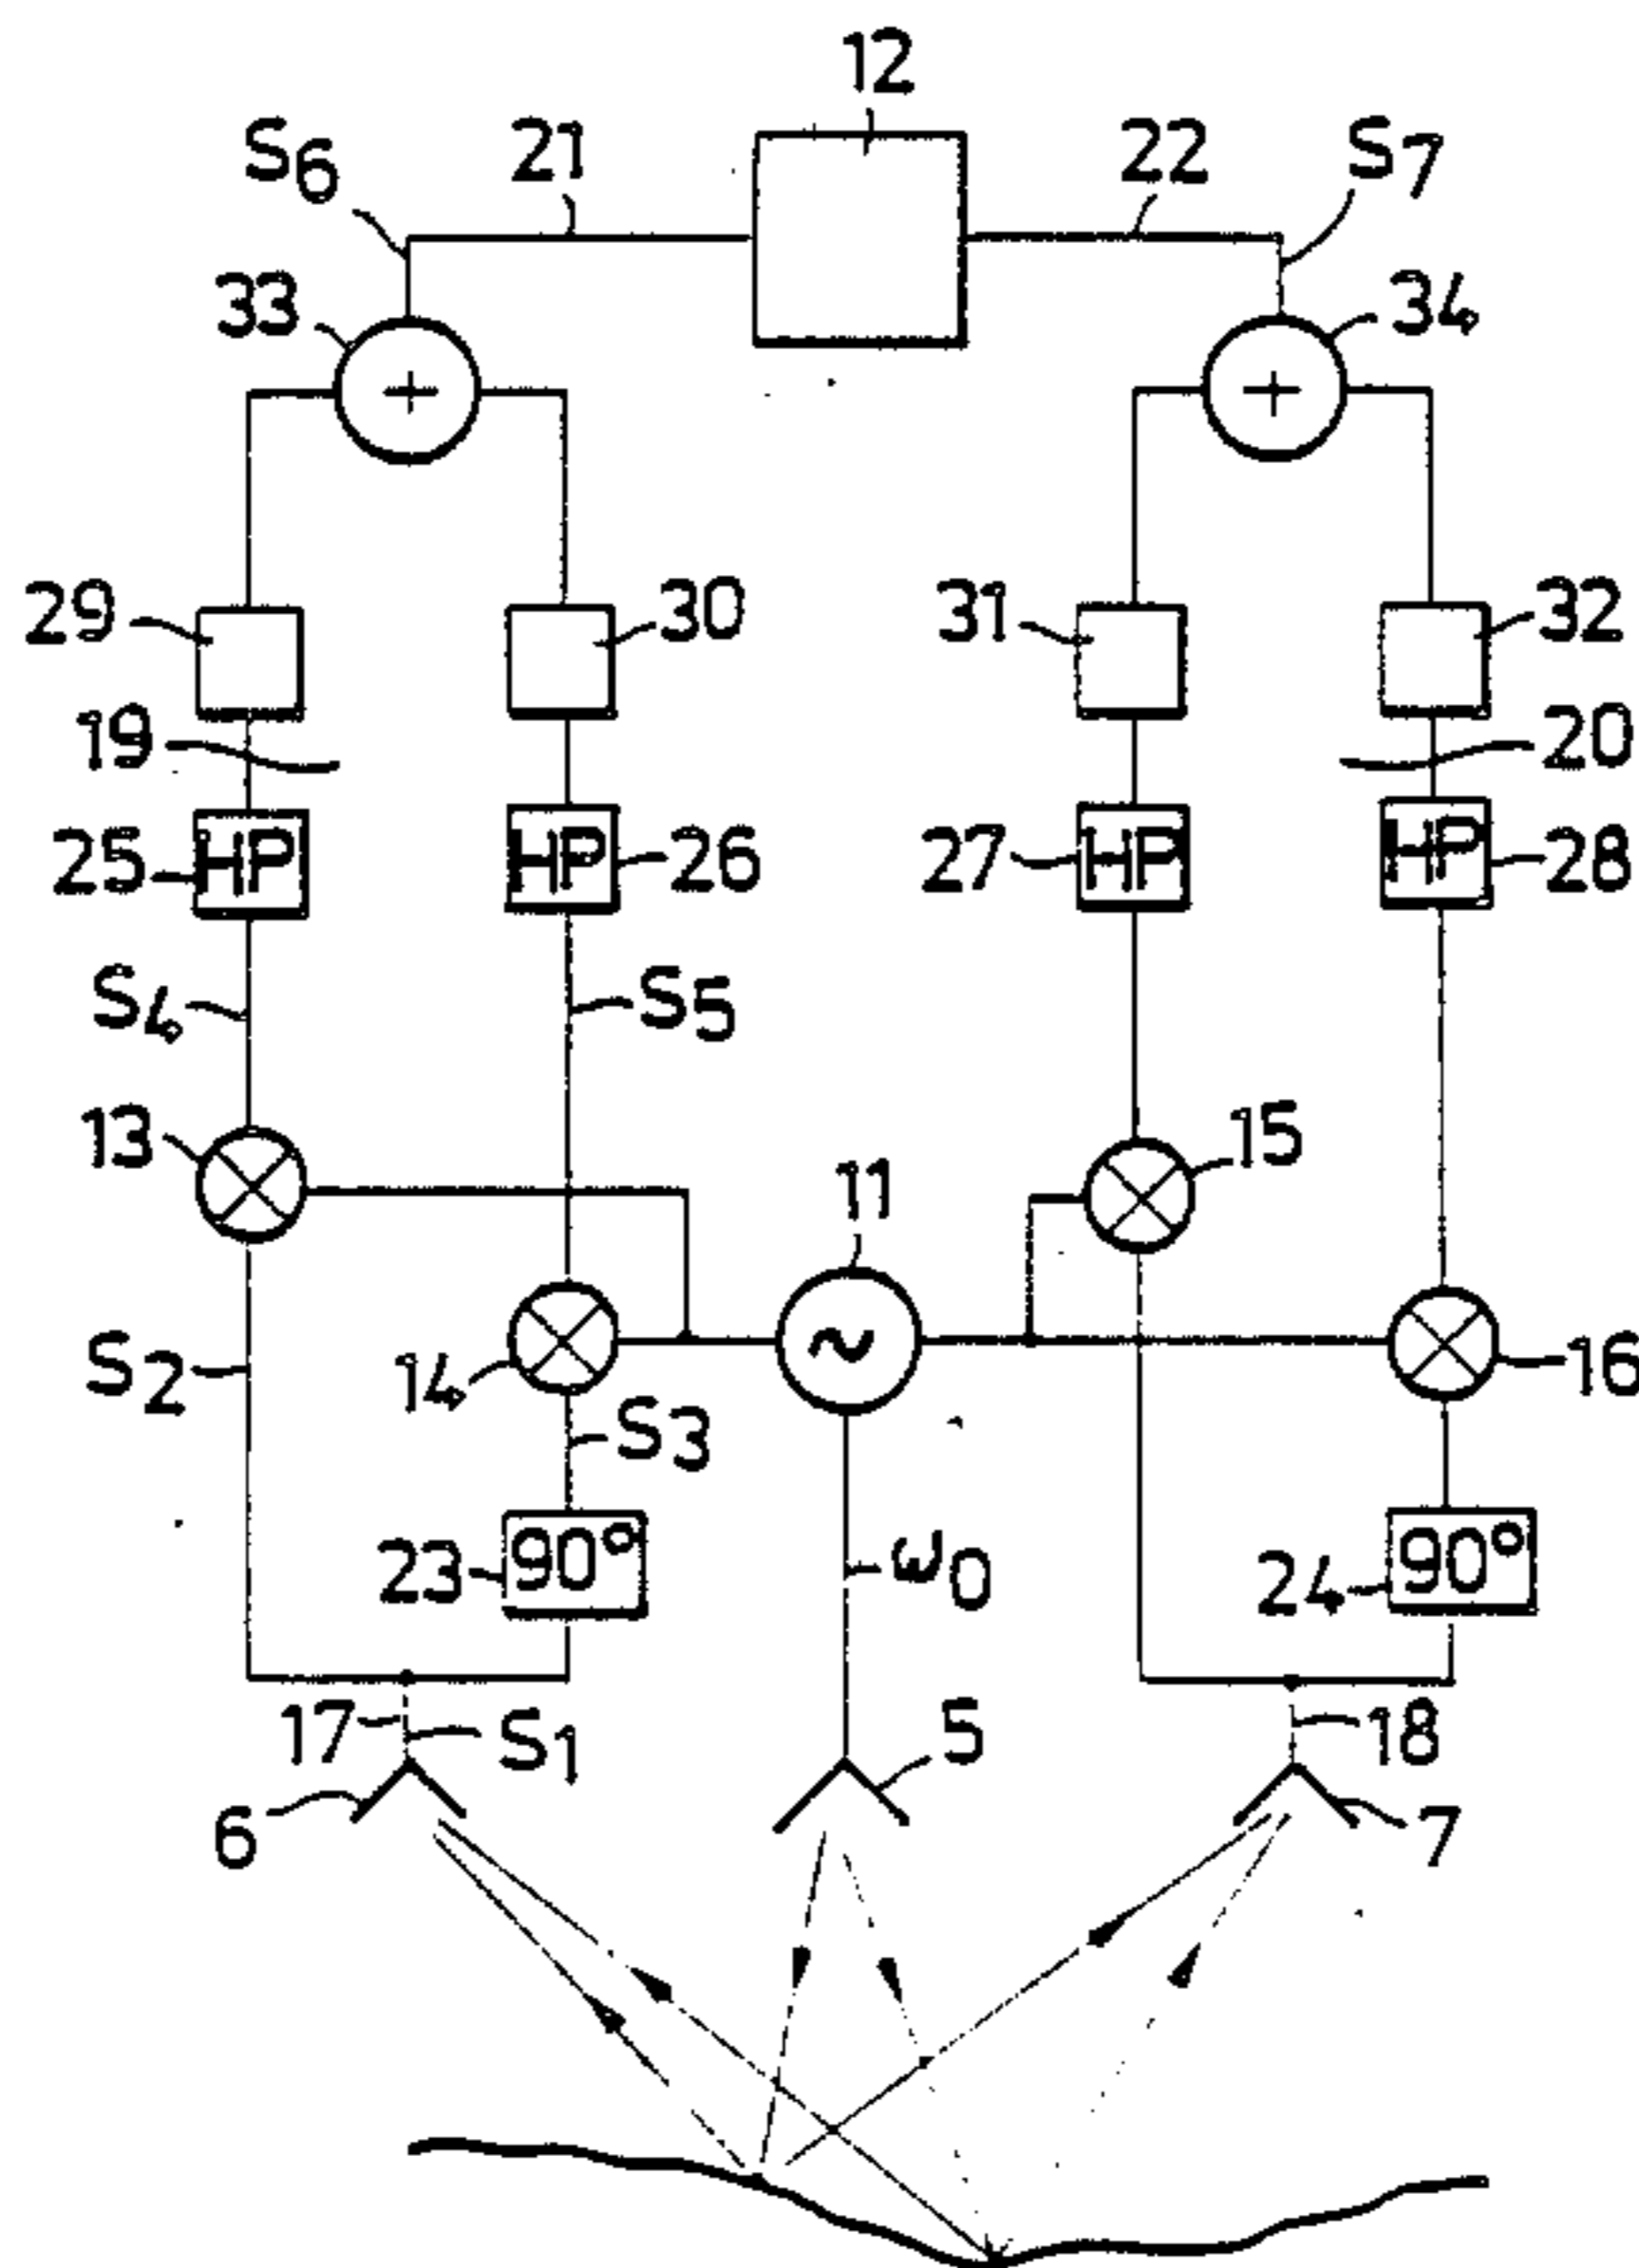 12
S6 21 22 S7
33 + + 34
29 30 31 32
19 20
25 HP HP 26 27 HP HP 28
S4 S5
13 15
11
S2 14 ~ 16
S3
23 90° ω0 24 90°
17 S1 5 18
6 7